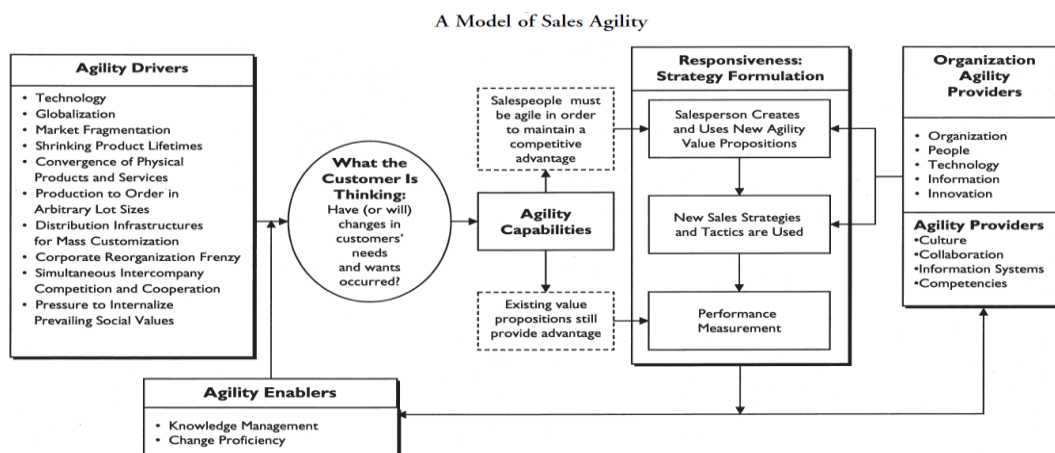 A Model of Sales Agility
Agility Drivers
• Technology
• Globalization
• Market Fragmentation
• Shrinking Product Lifetimes
• Convergence of Physical
Products and Services
• Production to Order in
Arbitrary Lot Sizes
• Distribution Infrastructures
for Mass Customization
• Corporate Reorganization Frenzy
• Simultaneous Intercompany
Competition and Cooperation
• Pressure to Internalize
Prevailing Social Values
Agility Enablers
• Knowledge Management
• Change Proficiency
What the
Customer Is
Thinking:
Have (or will)
changes in
customers'
needs
and wants
occurred?
Salespeople must
be agile in order
to maintain a
competitive
advantage
Agility
Capabilities
Existing value
propositions still
provide advantage
Responsiveness:
Strategy Formulation
Salesperson Creates
and Uses New Agility
Value Propositions
New Sales Strategies
and Tactics are Used
Performance
Measurement
Organization
Agility
Providers
• Organization
• People
• Technology
• Information
• Innovation
Agility Providers
•Culture
•Collaboration
•Information Systems
•Competencies